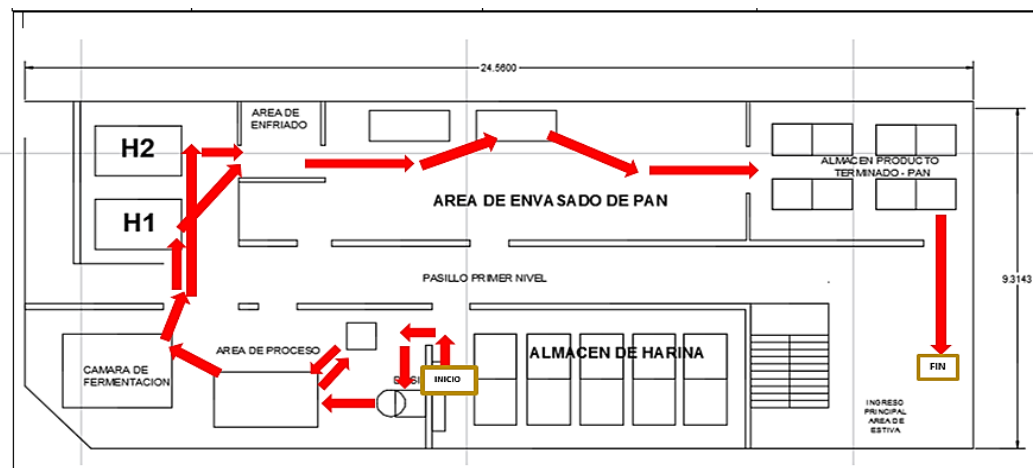 24.5600
AREA DE
ENFRIADO
H2
ALMACEN PRODUCTO
TERMINADO - PAN
AREA DE ENVASADO DE PAN
H1
PASILLO PRIMER NIVEL
9.3143
AREA DE PROCESO
ALMACEN DE HARINA
CAMARA DE
FERMENTACION
INICIO
FIN
INGRESO
PRINCIPAL
AREA DE
ESTIVA